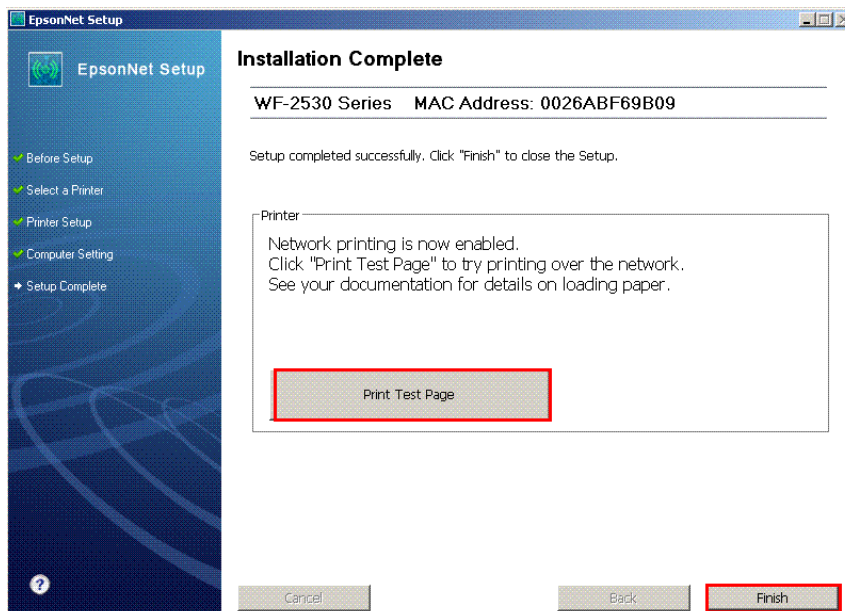 EpsonNet Setup
EpsonNet Setup
Before Setup
Select a Printer
Printer Setup
Computer Setting
Setup Complete
Installation Complete
WF-2530 Series MAC Address: 0026ABF69B09
Setup completed successfully. Click "Finish" to close the Setup.
Printer
Network printing is now enabled.
Click "Print Test Page" to try printing over the network.
See your documentation for details on loading paper.
Print Test Page
?
Cancel
Back
Finish